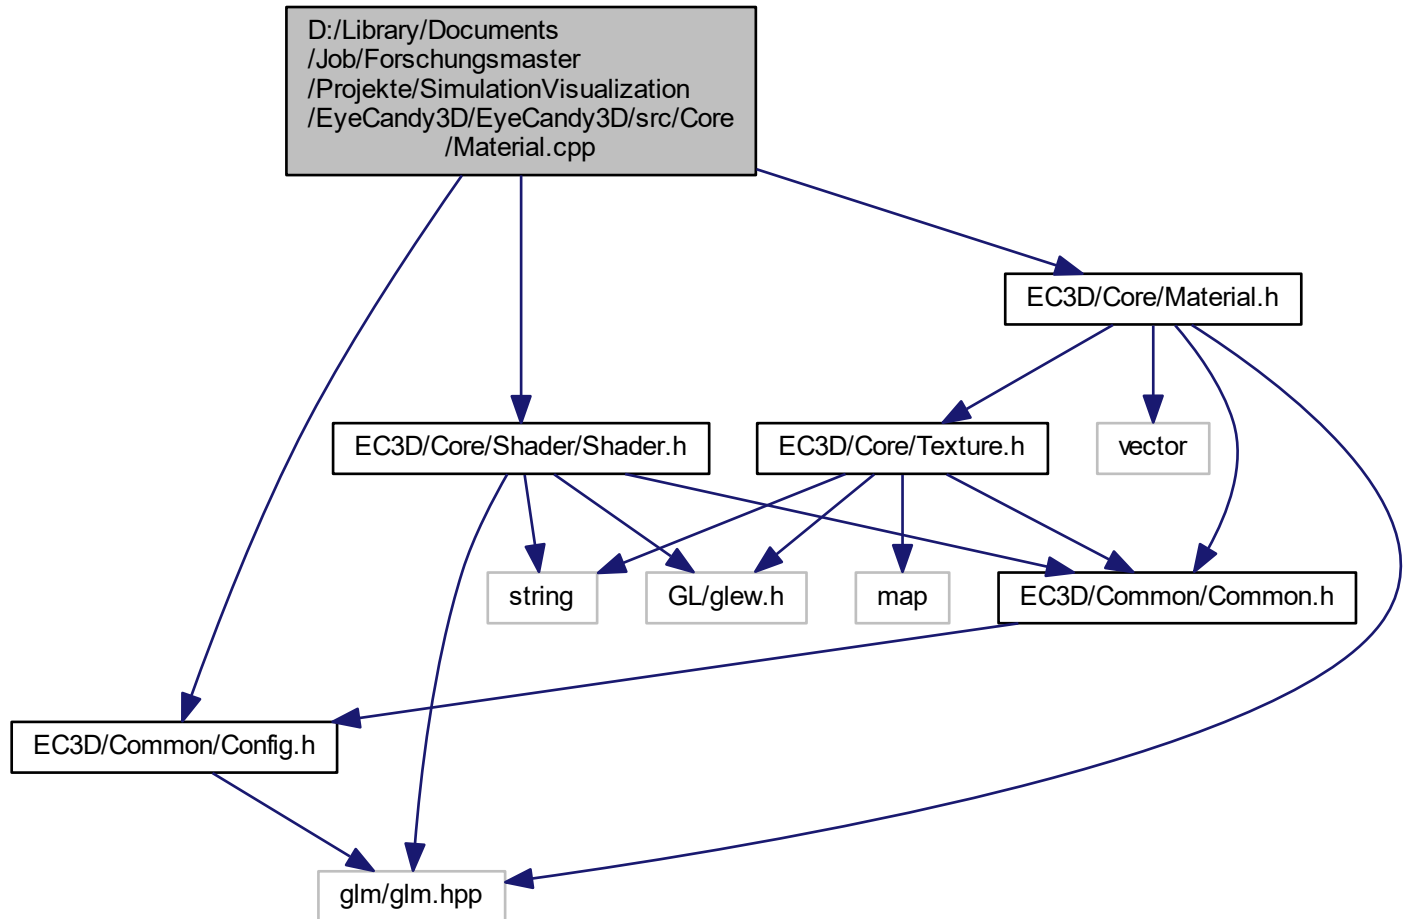 D:/Library/Documents
/Job/Forschungsmaster
/Projekte/SimulationVisualization
/EyeCandy3D/EyeCandy3D/src/Core
/Material.cpp
EC3D/Core/Material.h
EC3D/Core/Shader/Shader.h
EC3D/Core/Texture.h
vector
string
GL/glew.h
map
EC3D/Common/Common.h
EC3D/Common/Config.h
glm/glm.hpp